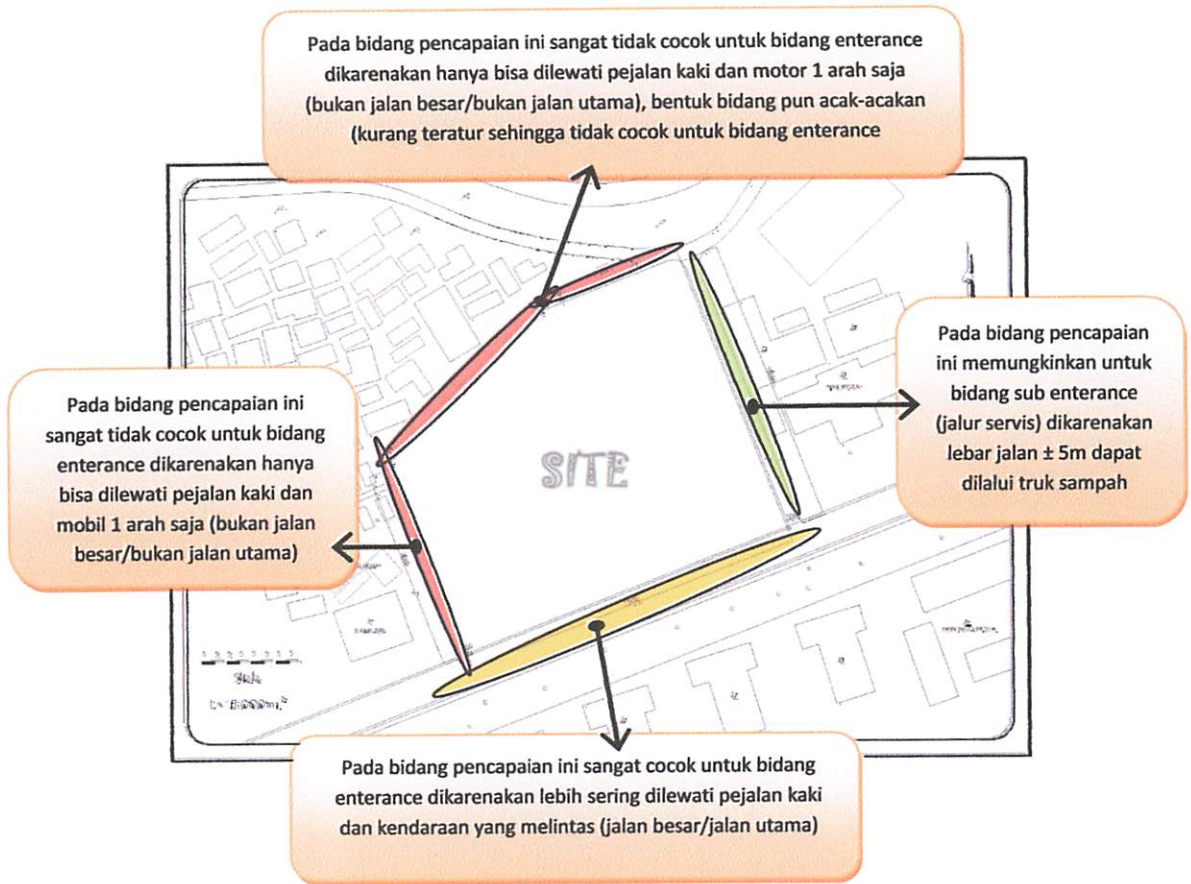 Pada bidang pencapaian ini sangat tidak cocok untuk bidang enterance
dikarenakan hanya bisa dilewati pejalan kaki dan motor 1 arah saja
(bukan jalan besar/bukan jalan utama), bentuk bidang pun acak-acakan
(kurang teratur sehingga tidak cocok untuk bidang enterance
Pada bidang pencapaian
ini memungkinkan untuk
bidang sub enterance
(jalur servis) dikarenakan
lebar jalan ± 5m dapat
dilalui truk sampah
Pada bidang pencapaian ini
sangat tidak cocok untuk bidang
enterance dikarenakan hanya
bisa dilewati pejalan kaki dan
mobil 1 arah saja (bukan jalan
besar/bukan jalan utama)
SITE
Pada bidang pencapaian ini sangat cocok untuk bidang
enterance dikarenakan lebih sering dilewati pejalan kaki
dan kendaraan yang melintas (jalan besar/jalan utama)